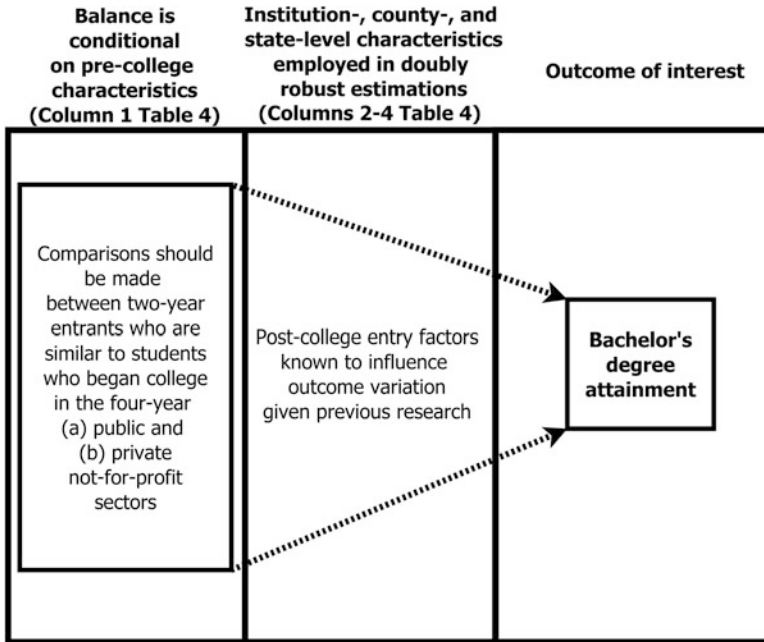 Balance is
conditional
on pre-college
characteristics
(Column 1 Table 4)
Institution-, county-, and
state-level characteristics
employed in doubly
robust estimations
(Columns 2-4 Table 4)
Outcome of interest
Comparisons should
be made
between two-year
entrants who are
similar to students
who began college
in the four-year
(a) public and
(b) private
not-for-profit
sectors
Post-college entry factors
known to influence
outcome variation
given previous research
Bachelor's
degree
attainment